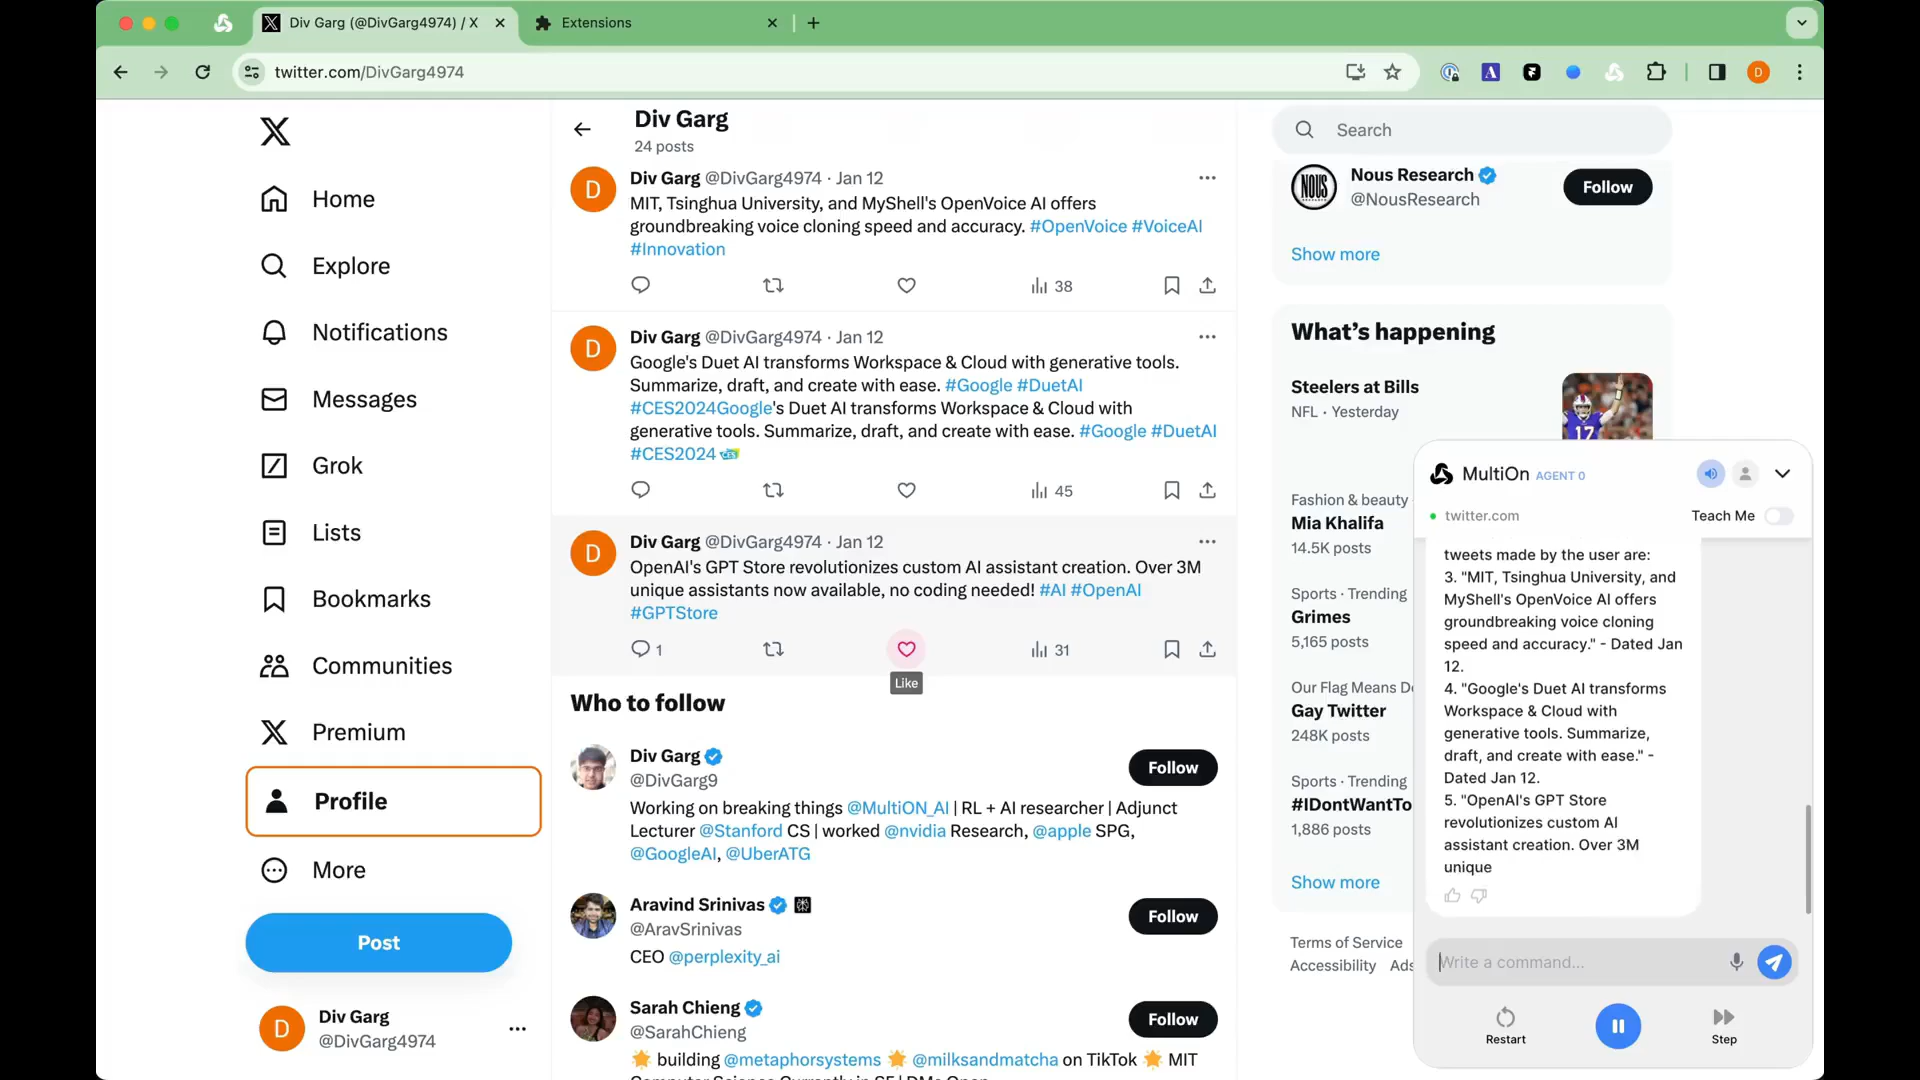 Div Garg (@DivGarg4974) / X
Extensions
twitter.com/DivGarg4974
A
D
Home
Explore
Notifications
Messages
Grok
Lists
Bookmarks
Communities
Premium
Profile
More
Post
D
Div Garg
@DivGarg4974
Div Garg
24 posts
D
Div Garg @DivGarg4974 · Jan 12
MIT, Tsinghua University, and MyShell's OpenVoice AI offers
groundbreaking voice cloning speed and accuracy. #OpenVoice #VoiceAI
#Innovation
38
D
Div Garg @DivGarg4974 · Jan 12
Google's Duet AI transforms Workspace & Cloud with generative tools.
Summarize, draft, and create with ease. #Google #DuetAI
#CES2024Google's Duet AI transforms Workspace & Cloud with
generative tools. Summarize, draft, and create with ease. #Google #DuetAI
#CES2024
45
D
Div Garg @DivGarg4974 · Jan 12
OpenAI's GPT Store revolutionizes custom AI assistant creation. Over 3M
unique assistants now available, no coding needed! #AI #OpenAI
#GPTStore
1
31
Like
Who to follow
Div Garg
@DivGarg9
Follow
Working on breaking things @MultiON_AI | RL + AI researcher | Adjunct
Lecturer @Stanford CS | worked @nvidia Research, @apple SPG,
@GoogleAI, @UberATG
Aravind Srinivas
@AravSrinivas
Follow
CEO @perplexity_ai
Sarah Chieng
@SarahChieng
Follow
building @metaphorsystems @milksandmatcha on TikTok MIT
Computer Science Currently in SF | DMs Open
Search
NOUS
Nous Research
@NousResearch
Follow
Show more
What's happening
Steelers at Bills
NFL · Yesterday
17
Fashion & beauty
Mia Khalifa
14.5K posts
Sports · Trending
Grimes
5,165 posts
Our Flag Means D
Gay Twitter
248K posts
Sports · Trending
#IDontWantTo
1,886 posts
Show more
Terms of Service
Accessibility Ads
MultiOn AGENT 0
twitter.com
Teach Me
tweets made by the user are:
3. "MIT, Tsinghua University, and
MyShell's OpenVoice AI offers
groundbreaking voice cloning
speed and accuracy." - Dated Jan
12.
4. "Google's Duet AI transforms
Workspace & Cloud with
generative tools. Summarize,
draft, and create with ease." -
Dated Jan 12.
5. "OpenAI's GPT Store
revolutionizes custom AI
assistant creation. Over 3M
unique
Write a command...
Restart
Step